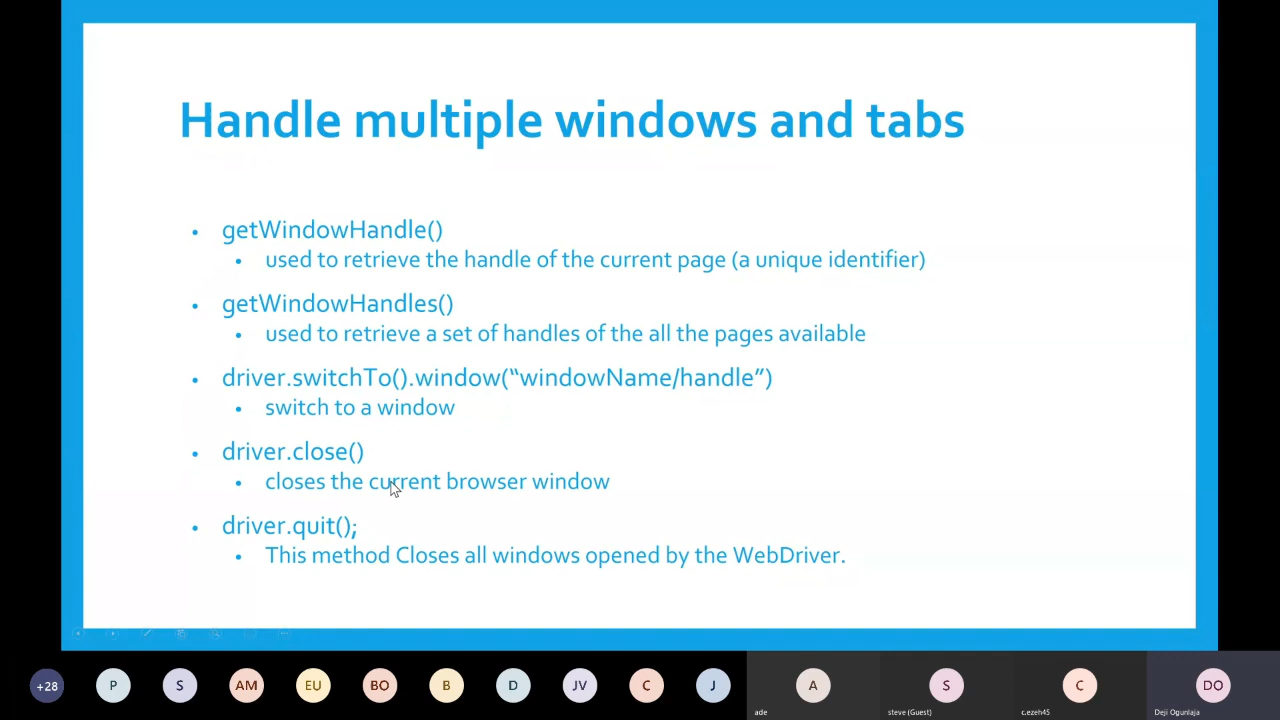 Handle multiple windows and tabs
• getWindowHandle()
• used to retrieve the handle of the current page (a unique identifier)
• getWindowHandles()
• used to retrieve a set of handles of the all the pages available
• driver.switchTo().window(“windowName/handle”)
• switch to a window
• driver.close()
• closes the current browser window
• driver.quit();
• This method Closes all windows opened by the WebDriver.
+28 P S AM EU BO B D JV C J A S C DO
ade steve (Guest) c.ezeh45 Deji Ogunlaja